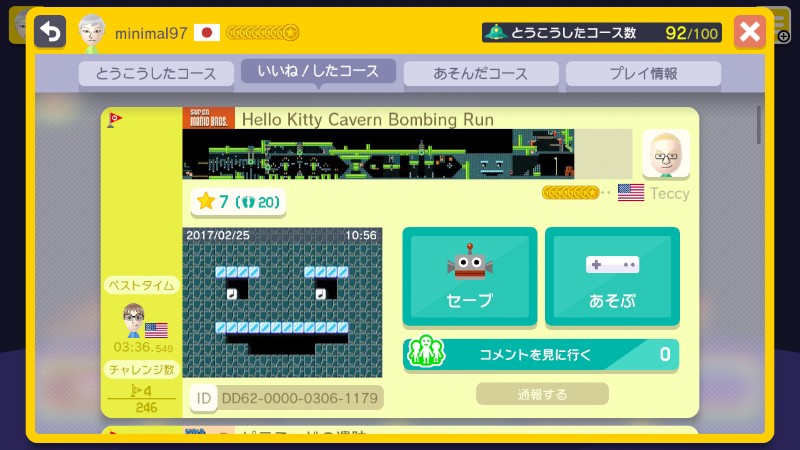 minimal97
とうこうしたコース数 92/100
とうこうしたコース
いいね!したコース
あそんだコース
プレイ情報
SUPER
MARIO BROS.
Hello Kitty Cavern Bombing Run
7 (20)
Teccy
2017/02/25 10:56
セーブ
あそぶ
ベストタイム
03:36.549
チャレンジ数
4
246
コメントを見に行く 0
ID DD62-0000-0306-1179
通報する